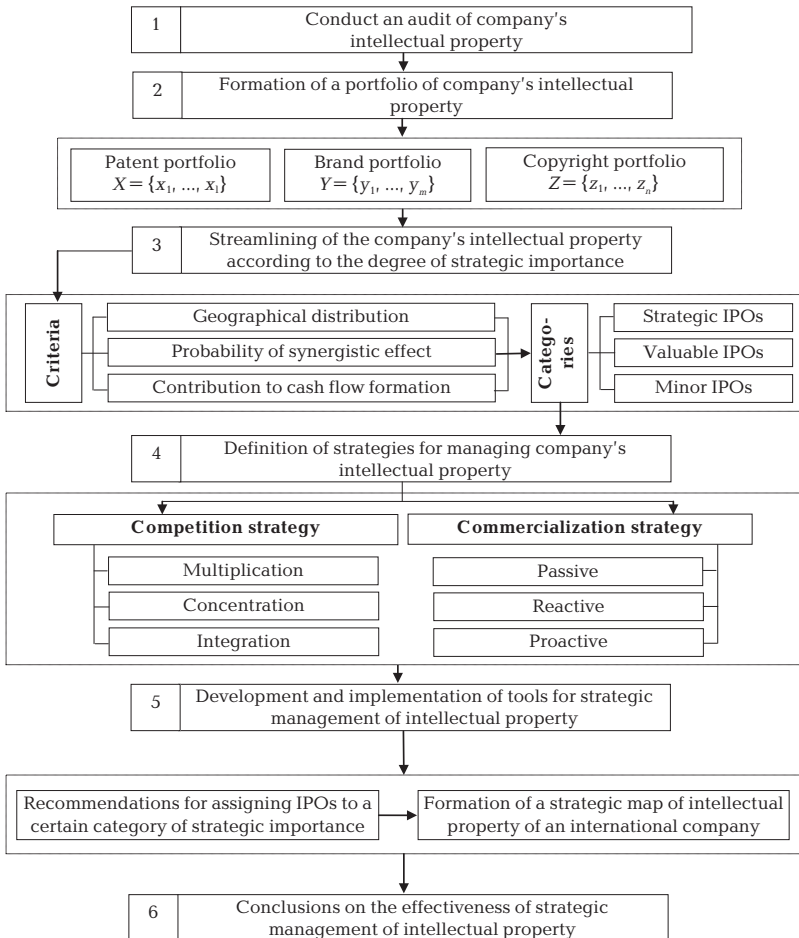 1
Conduct an audit of company's
intellectual property
2
Formation of a portfolio of company's intellectual
property
Patent portfolio
X = {x₁, ..., xₗ}
Brand portfolio
Y = {y₁, ..., yₘ}
Copyright portfolio
Z = {z₁, ..., zₙ}
3
Streamlining of the company's intellectual property
according to the degree of strategic importance
Criteria
Geographical distribution
Probability of synergistic effect
Contribution to cash flow formation
Catego-
ries
Strategic IPOs
Valuable IPOs
Minor IPOs
4
Definition of strategies for managing company's
intellectual property
Competition strategy
Multiplication
Concentration
Integration
Commercialization strategy
Passive
Reactive
Proactive
5
Development and implementation of tools for strategic
management of intellectual property
Recommendations for assigning IPOs to a
certain category of strategic importance
Formation of a strategic map of intellectual
property of an international company
6
Conclusions on the effectiveness of strategic
management of intellectual property